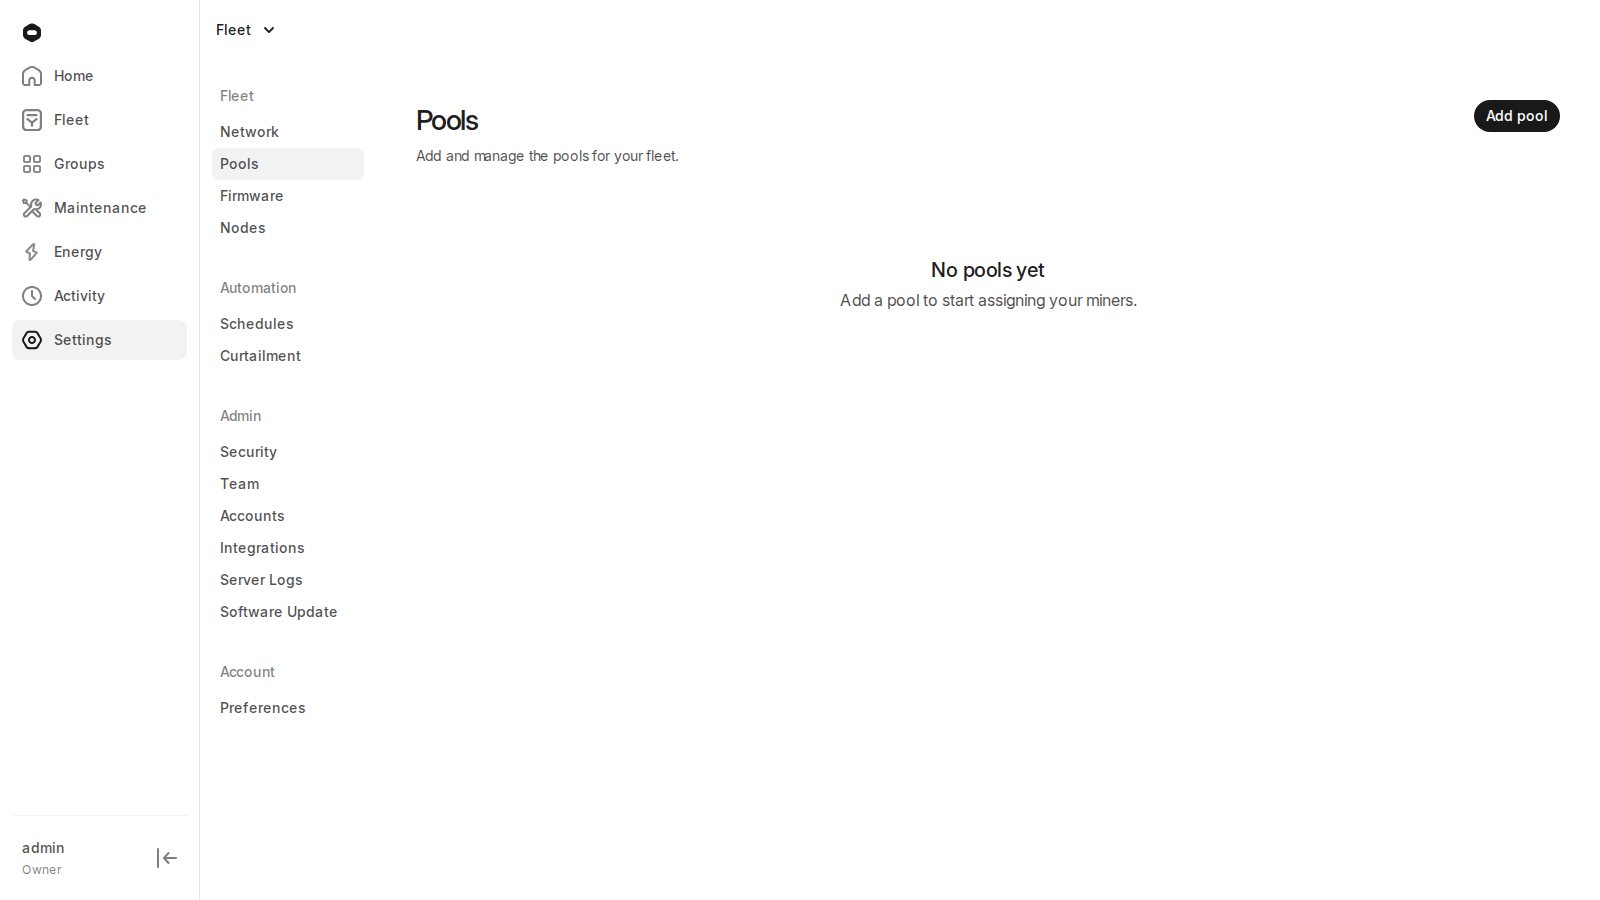 Home
Fleet
Groups
Maintenance
Energy
Activity
Settings
admin
Owner
Fleet
Fleet
Network
Pools
Firmware
Nodes
Automation
Schedules
Curtailment
Admin
Security
Team
Accounts
Integrations
Server Logs
Software Update
Account
Preferences
Pools
Add and manage the pools for your fleet.
Add pool
No pools yet
Add a pool to start assigning your miners.